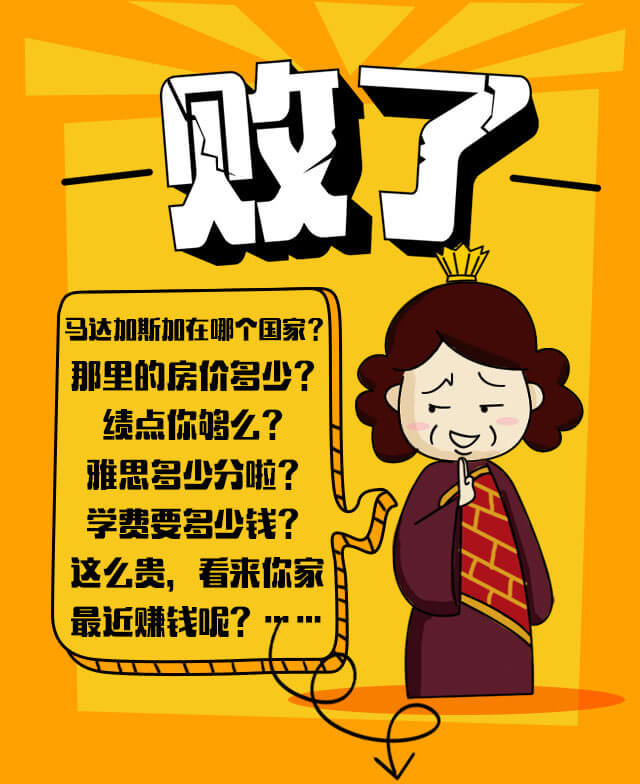 败了
马达加斯加在哪个国家？
那里的房价多少？
绩点你够么？
雅思多少分啦？
学费要多少钱？
这么贵，看来你家
最近赚钱呢？……